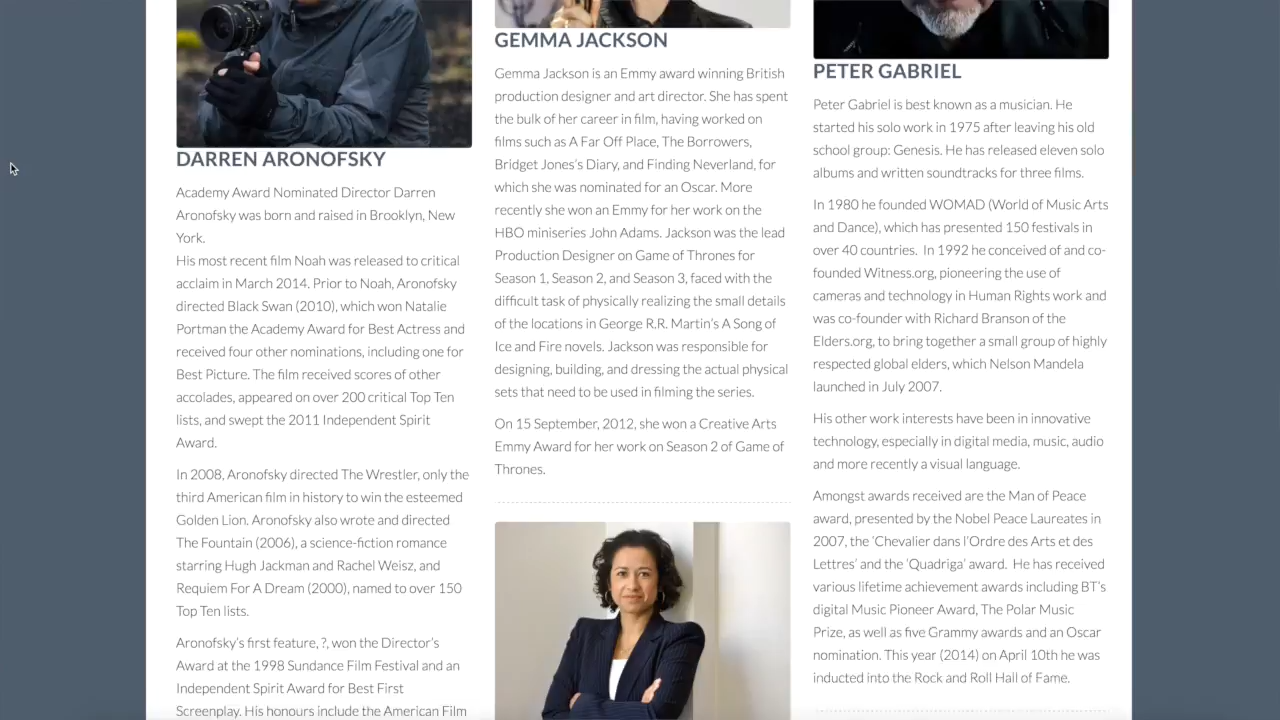 DARREN ARONOFSKY
Academy Award Nominated Director Darren
Aronofsky was born and raised in Brooklyn, New
York.
His most recent film Noah was released to critical
acclaim in March 2014. Prior to Noah, Aronofsky
directed Black Swan (2010), which won Natalie
Portman the Academy Award for Best Actress and
received four other nominations, including one for
Best Picture. The film received scores of other
accolades, appeared on over 200 critical Top Ten
lists, and swept the 2011 Independent Spirit
Award.
In 2008, Aronofsky directed The Wrestler, only the
third American film in history to win the esteemed
Golden Lion. Aronofsky also wrote and directed
The Fountain (2006), a science-fiction romance
starring Hugh Jackman and Rachel Weisz, and
Requiem For A Dream (2000), named to over 150
Top Ten lists.
Aronofsky's first feature, ?, won the Director's
Award at the 1998 Sundance Film Festival and an
Independent Spirit Award for Best First
Screenplay. His honours include the American Film
GEMMA JACKSON
Gemma Jackson is an Emmy award winning British
production designer and art director. She has spent
the bulk of her career in film, having worked on
films such as A Far Off Place, The Borrowers,
Bridget Jones's Diary, and Finding Neverland, for
which she was nominated for an Oscar. More
recently she won an Emmy for her work on the
HBO miniseries John Adams. Jackson was the lead
Production Designer on Game of Thrones for
Season 1, Season 2, and Season 3, faced with the
difficult task of physically realizing the small details
of the locations in George R.R. Martin's A Song of
Ice and Fire novels. Jackson was responsible for
designing, building, and dressing the actual physical
sets that need to be used in filming the series.
On 15 September, 2012, she won a Creative Arts
Emmy Award for her work on Season 2 of Game of
Thrones.
PETER GABRIEL
Peter Gabriel is best known as a musician. He
started his solo work in 1975 after leaving his old
school group: Genesis. He has released eleven solo
albums and written soundtracks for three films.
In 1980 he founded WOMAD (World of Music Arts
and Dance), which has presented 150 festivals in
over 40 countries.  In 1992 he conceived of and co-
founded Witness.org, pioneering the use of
cameras and technology in Human Rights work and
was co-founder with Richard Branson of the
Elders.org, to bring together a small group of highly
respected global elders, which Nelson Mandela
launched in July 2007.
His other work interests have been in innovative
technology, especially in digital media, music, audio
and more recently a visual language.
Amongst awards received are the Man of Peace
award, presented by the Nobel Peace Laureates in
2007, the 'Chevalier dans l'Ordre des Arts et des
Lettres' and the 'Quadriga' award.  He has received
various lifetime achievement awards including BT's
digital Music Pioneer Award, The Polar Music
Prize, as well as five Grammy awards and an Oscar
nomination. This year (2014) on April 10th he was
inducted into the Rock and Roll Hall of Fame.